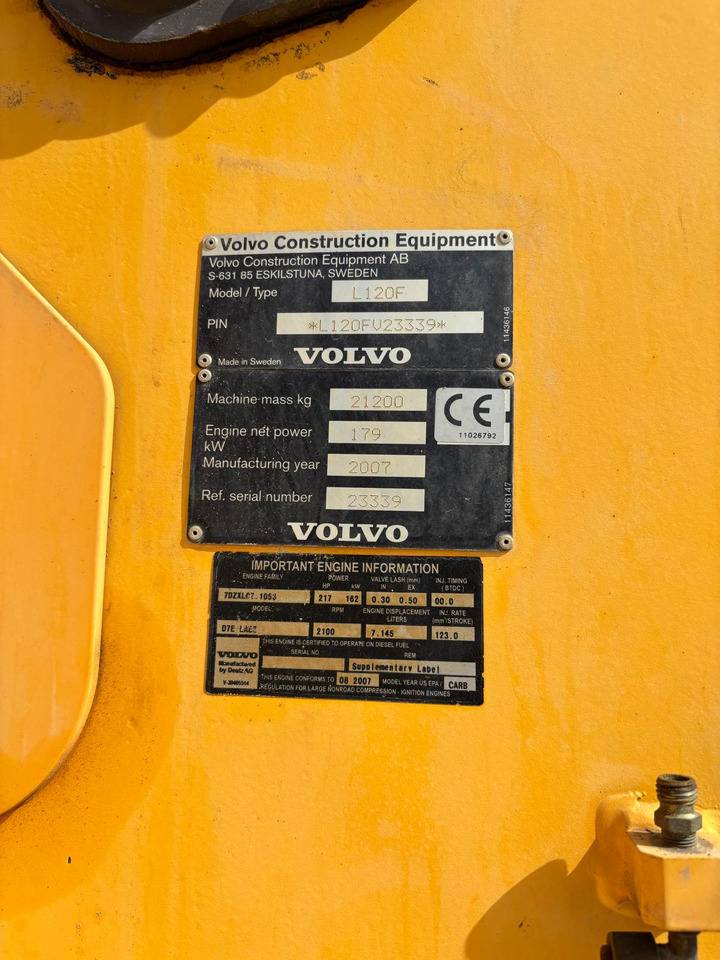 Volvo Construction Equipment
Volvo Construction Equipment AB
S-631 85 ESKILSTUNA, SWEDEN
Model / Type L120F
PIN *L120FV23339*
11436146
Made in Sweden VOLVO
Machine mass kg 21200
CE
11026792
Engine net power kW 179
Manufacturing year 2007
Ref. serial number 23339
11436147
VOLVO
IMPORTANT ENGINE INFORMATION
ENGINE FAMILY POWER VALVE LASH (mm) INJ. TIMING
HP kW IN EX (BTDC)
217 162 0.30 0.50 00.0
MODEL RPM ENGINE DISPLACEMENT INJ. RATE
LITERS (mm³/STROKE)
D7E 2100 7.145 123.0
THIS ENGINE IS CERTIFIED TO OPERATE ON DIESEL FUEL
SERIAL NO REM
VOLVO
Manufactured
by Deutz AG
Supplementary Label
THIS ENGINE CONFORMS TO 08 2007 MODEL YEAR US EPA / CARB
REGULATION FOR LARGE NONROAD COMPRESSION - IGNITION ENGINES